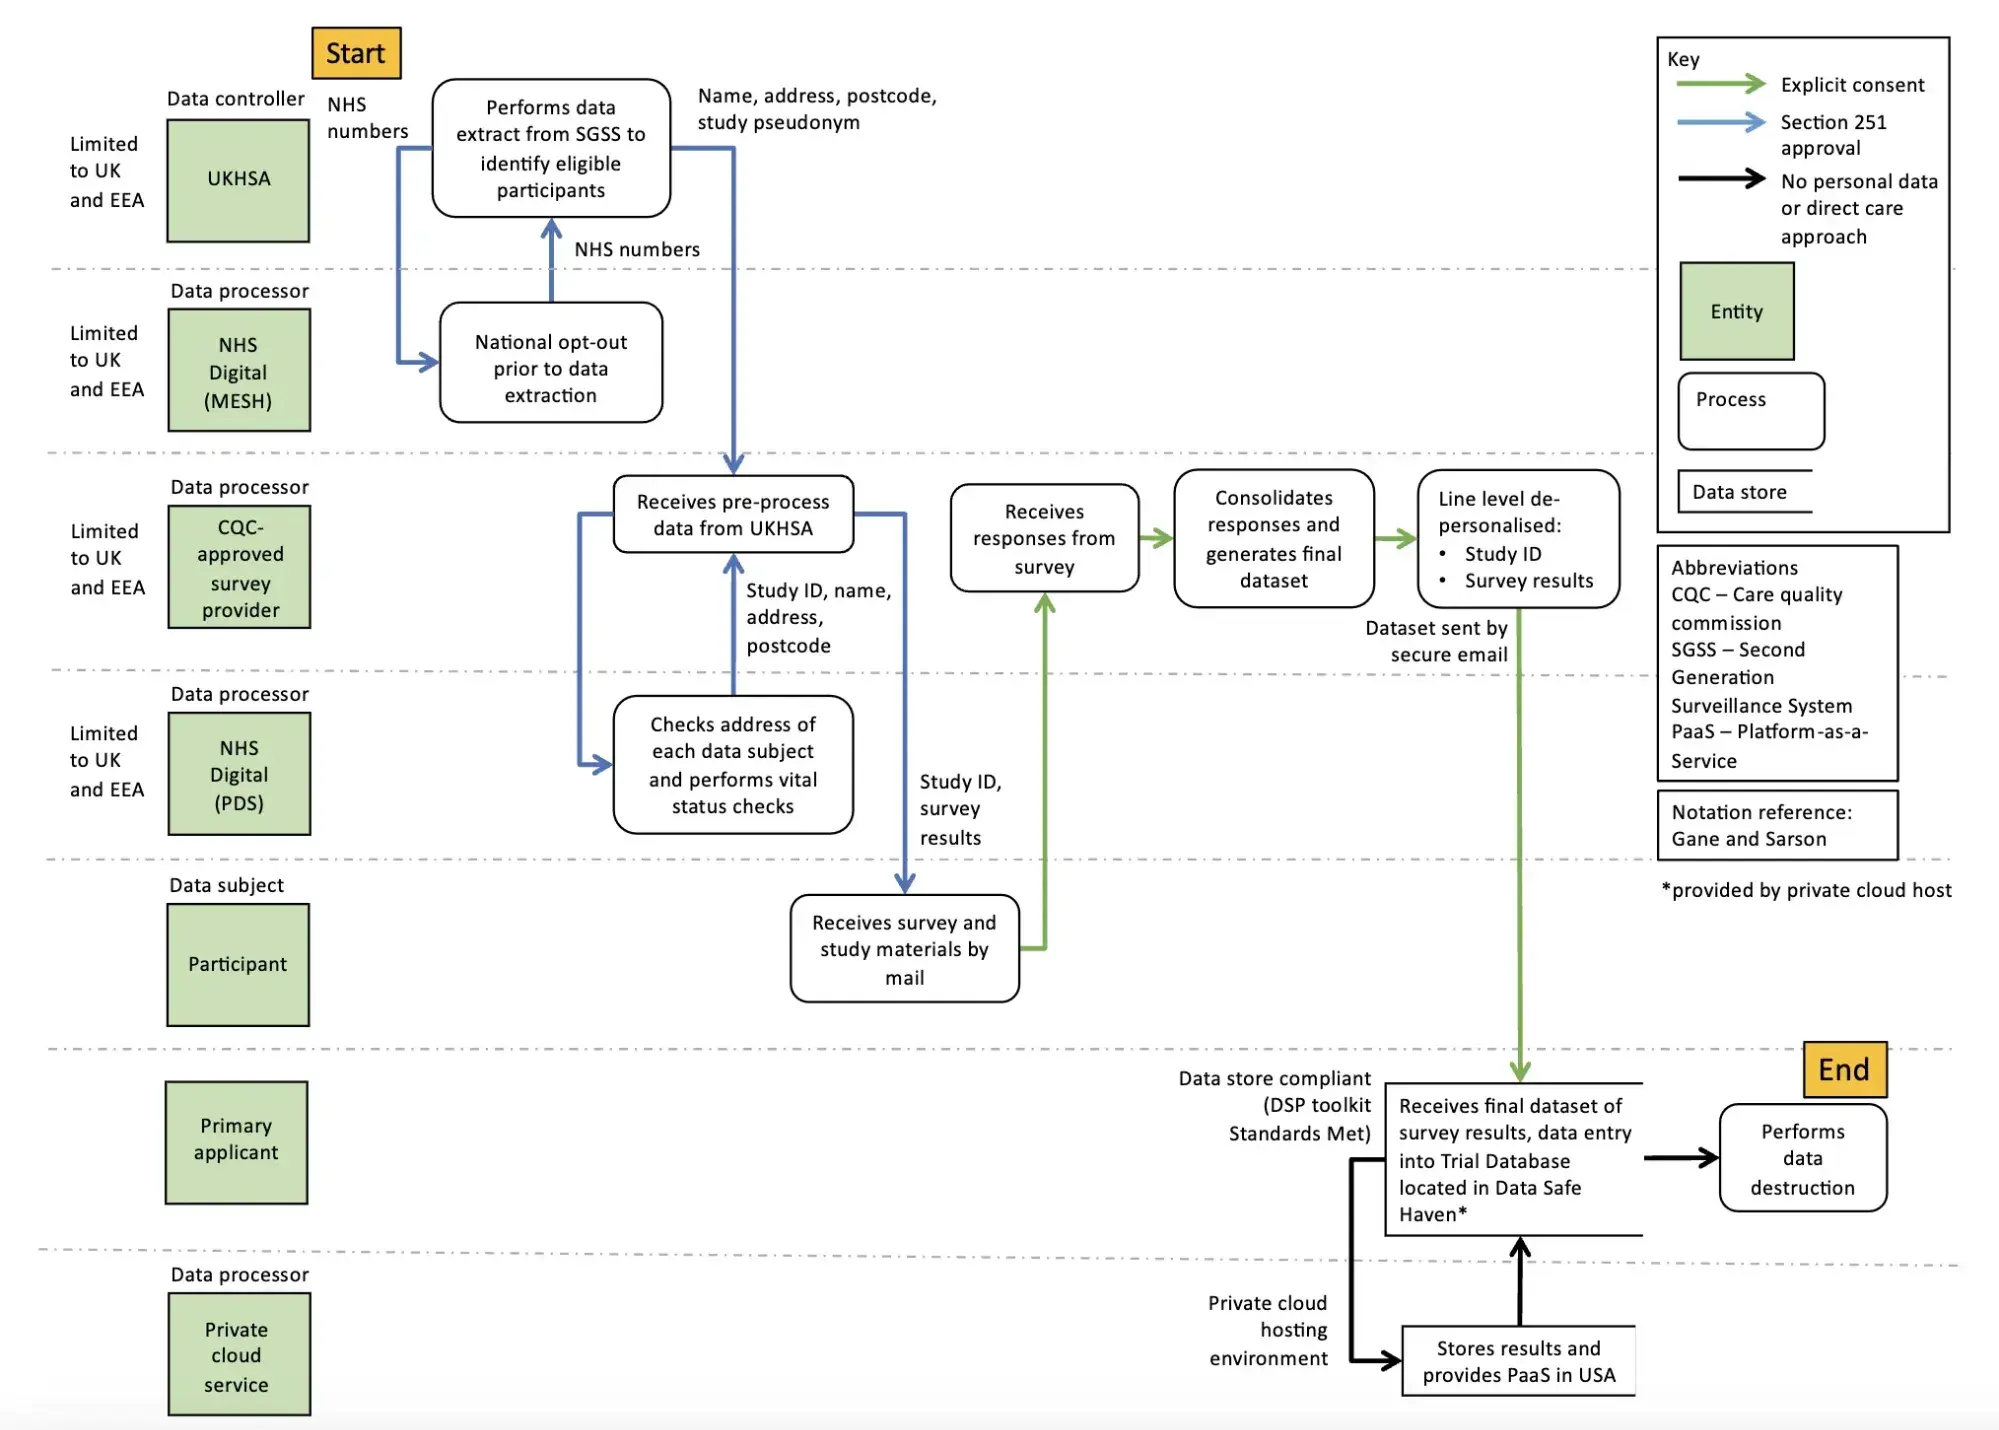 Start
Data controller
Limited
to UK
and EEA
UKHSA
NHS
numbers
Performs data
extract from SGSS to
identify eligible
participants
Name, address, postcode,
study pseudonym
NHS numbers
Data processor
Limited
to UK
and EEA
NHS
Digital
(MESH)
National opt-out
prior to data
extraction
Data processor
Limited
to UK
and EEA
CQC-
approved
survey
provider
Receives pre-process
data from UKHSA
Study ID, name,
address,
postcode
Receives
responses from
survey
Consolidates
responses and
generates final
dataset
Line level de-
personalised:
• Study ID
• Survey results
Dataset sent by
secure email
Data processor
Limited
to UK
and EEA
NHS
Digital
(PDS)
Checks address of
each data subject
and performs vital
status checks
Study ID,
survey
results
Data subject
Participant
Receives survey and
study materials by
mail
Primary
applicant
Data store compliant
(DSP toolkit
Standards Met)
Receives final dataset of
survey results, data entry
into Trial Database
located in Data Safe
Haven*
End
Performs
data
destruction
Data processor
Private
cloud
service
Private cloud
hosting
environment
Stores results and
provides PaaS in USA
Key
Explicit consent
Section 251
approval
No personal data
or direct care
approach
Entity
Process
Data store
Abbreviations
CQC – Care quality
commission
SGSS – Second
Generation
Surveillance System
PaaS – Platform-as-a-
Service
Notation reference:
Gane and Sarson
*provided by private cloud host